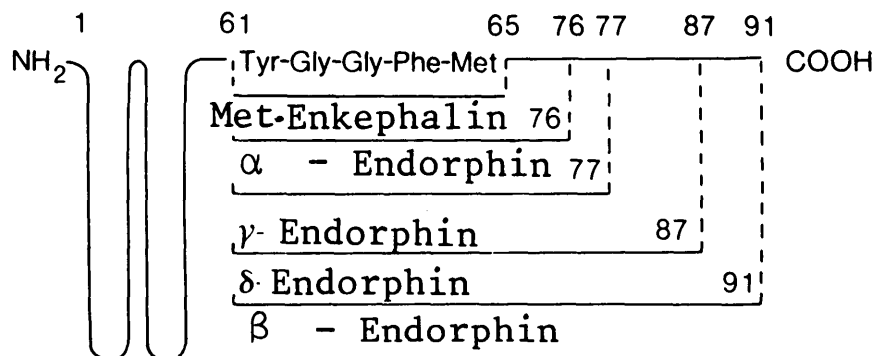 1 61 65 76 77 87 91
NH2 Tyr-Gly-Gly-Phe-Met COOH
Met-Enkephalin 76
α - Endorphin 77
γ- Endorphin 87
δ- Endorphin 91
β - Endorphin